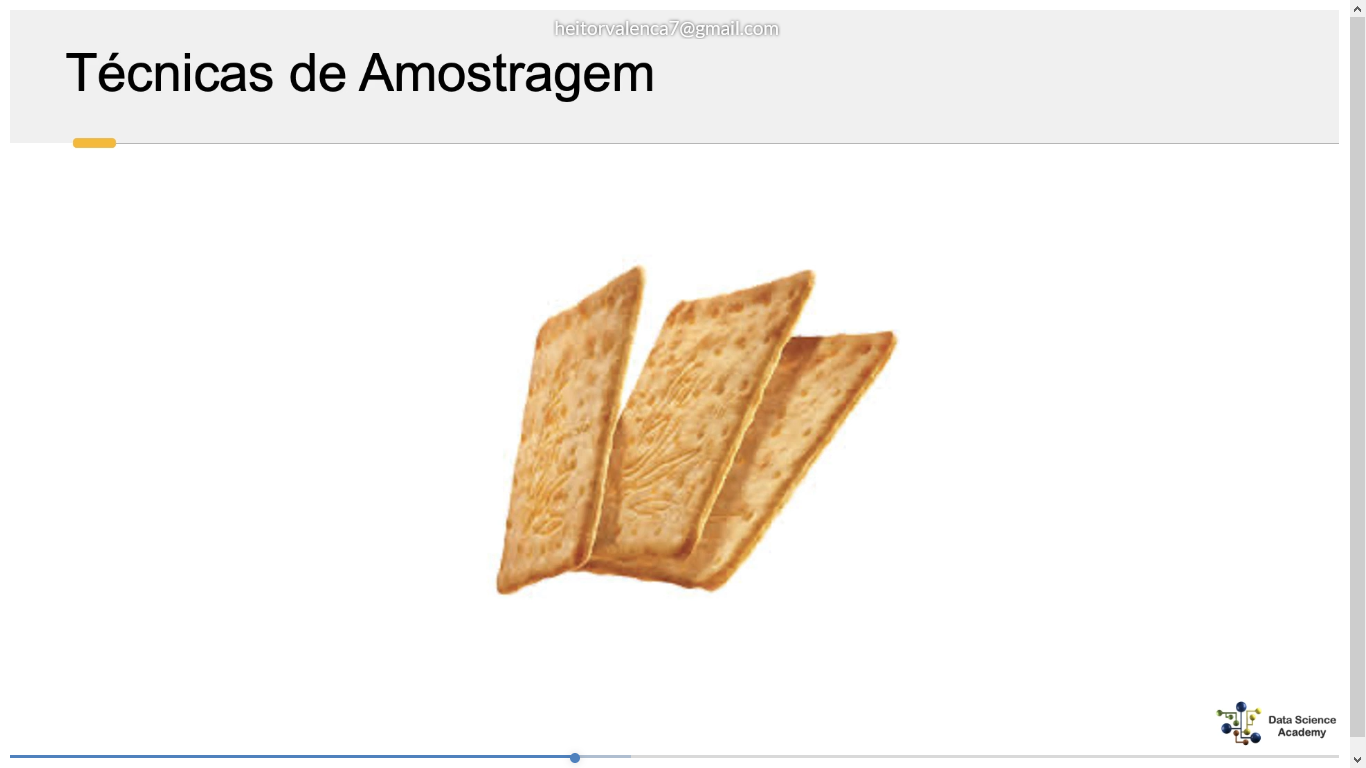 heitorvalenca7@gmail.com
Técnicas de Amostragem
Data Science
Academy